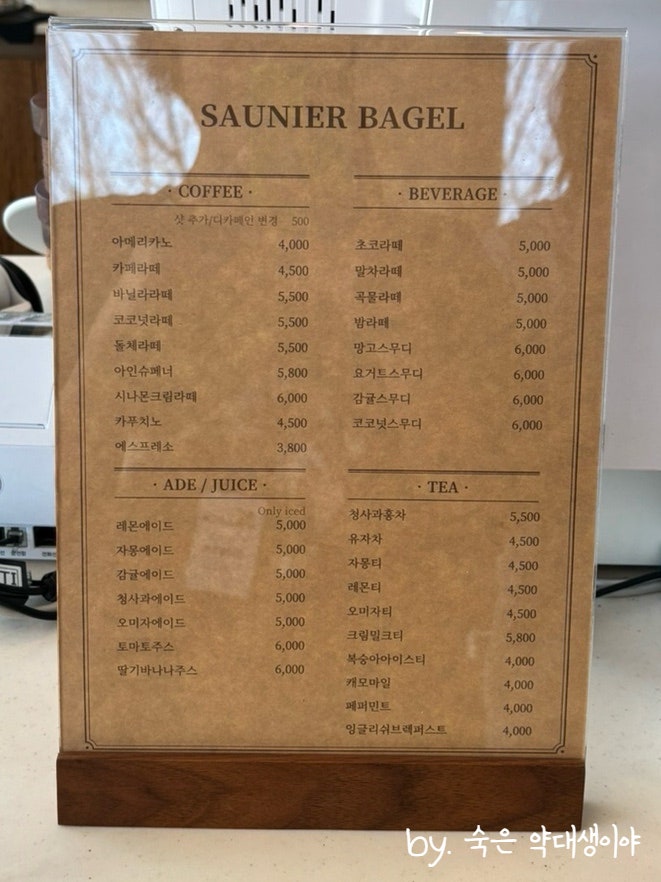 SAUNIER BAGEL
· COFFEE ·
샷 추가/디카페인 변경 500
아메리카노 4,000
카페라떼 4,500
바닐라라떼 5,500
코코넛라떼 5,500
돌체라떼 5,500
아인슈페너 5,800
시나몬크림라떼 6,000
카푸치노 4,500
에스프레소 3,800
· ADE / JUICE ·
Only iced
레몬에이드 5,000
자몽에이드 5,000
감귤에이드 5,000
청사과에이드 5,000
오미자에이드 5,000
토마토주스 6,000
딸기바나나주스 6,000
· BEVERAGE ·
초코라떼 5,000
말차라떼 5,000
곡물라떼 5,000
밤라떼 5,000
망고스무디 6,000
요거트스무디 6,000
감귤스무디 6,000
코코넛스무디 6,000
· TEA ·
청사과홍차 5,500
유자차 4,500
자몽티 4,500
레몬티 4,500
오미자티 4,500
크림밀크티 5,800
복숭아아이스티 4,000
캐모마일 4,000
페퍼민트 4,000
잉글리쉬브렉퍼스트 4,000
by. 숙은 약대생이야